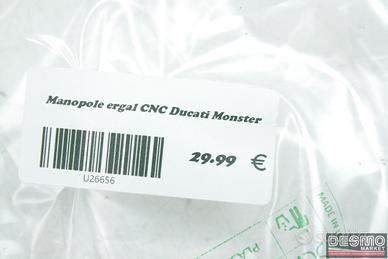 Manopole ergal CNC Ducati Monster
29.99 €
U26656
MADE IN
DESMO
MARKET